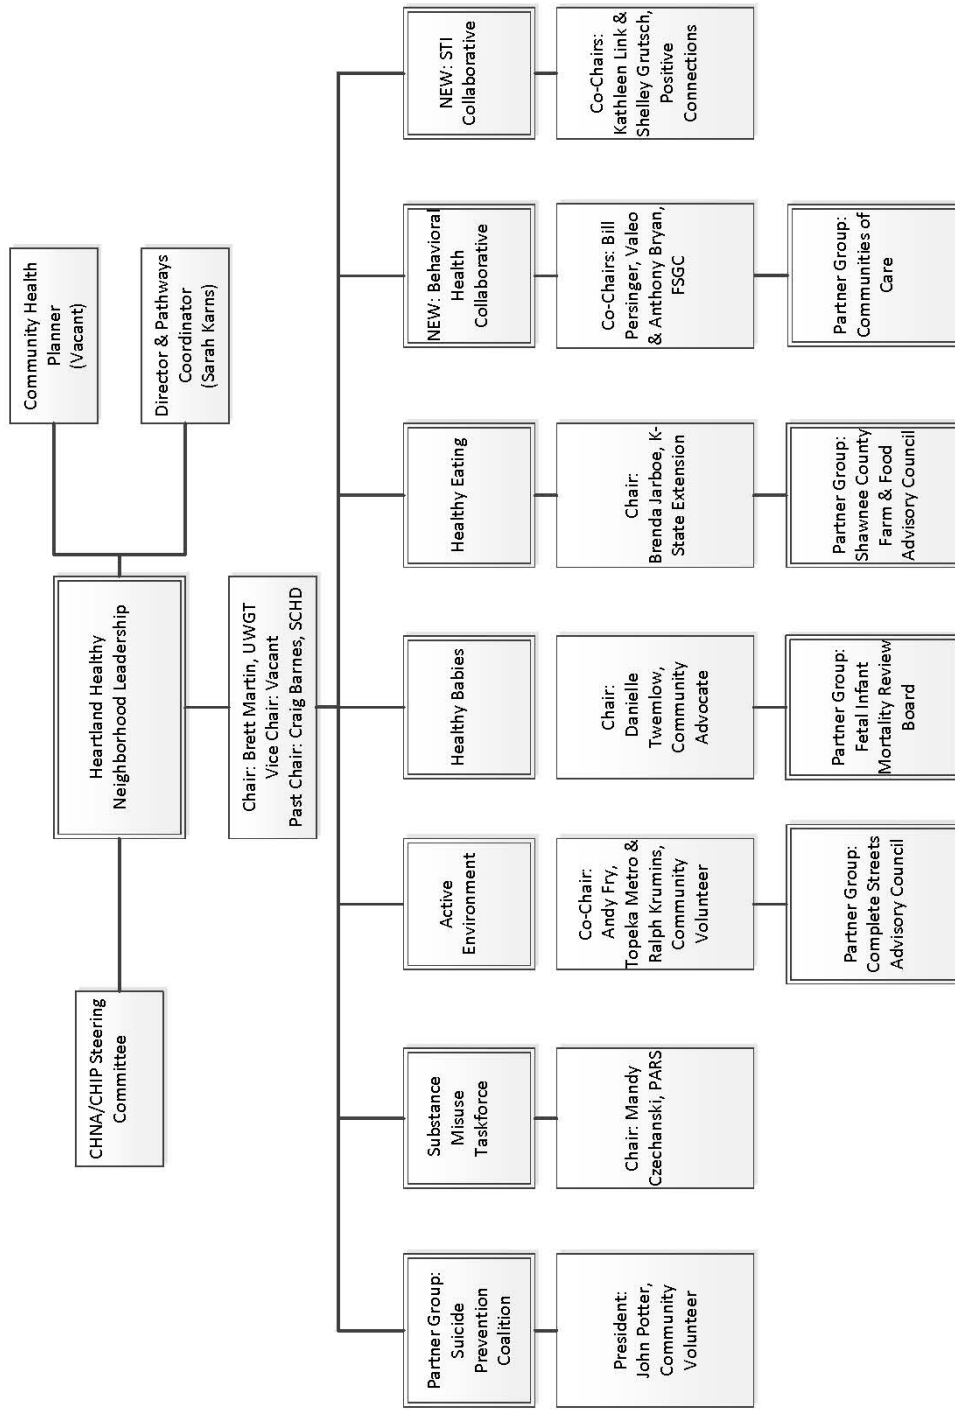 Community Health
Planner
(Vacant)
Director & Pathways
Coordinator
(Sarah Karns)
Heartland Healthy
Neighborhood Leadership
CHNA/CHIP Steering
Committee
Chair: Brett Martin, UWGT
Vice Chair: Vacant
Past Chair: Craig Barnes, SCHD
Partner Group:
Suicide
Prevention
Coalition
President:
John Potter,
Community
Volunteer
Substance
Misuse
Taskforce
Chair: Mandy
Czechanski, PARS
Active
Environment
Co-Chair:
Andy Fry,
Topeka Metro &
Ralph Krumins,
Community
Volunteer
Partner Group:
Complete Streets
Advisory Council
Healthy Babies
Chair:
Danielle
Twemlow,
Community
Advocate
Partner Group:
Fetal Infant
Mortality Review
Board
Healthy Eating
Chair:
Brenda Jarboe, K-
State Extension
Partner Group:
Shawnee County
Farm & Food
Advisory Council
NEW: Behavioral
Health
Collaborative
Co-Chairs: Bill
Persinger, Valeo
& Anthony Bryan,
FSGC
Partner Group:
Communities of
Care
NEW: STI
Collaborative
Co-Chairs:
Kathleen Link &
Shelley Grutsch,
Positive
Connections